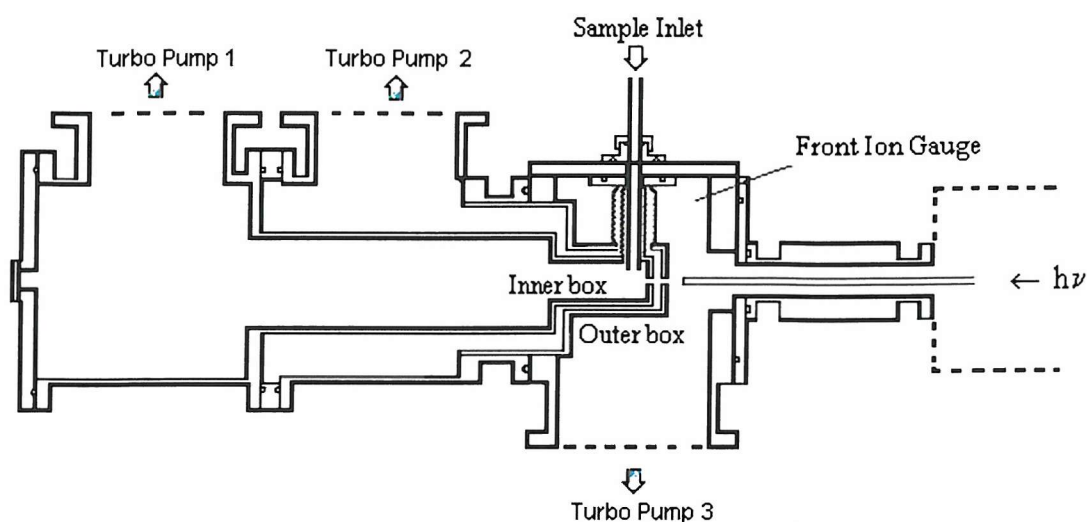 Sample Inlet
Turbo Pump 1
Turbo Pump 2
Front Ion Gauge
Inner box
← hν
Outer box
Turbo Pump 3